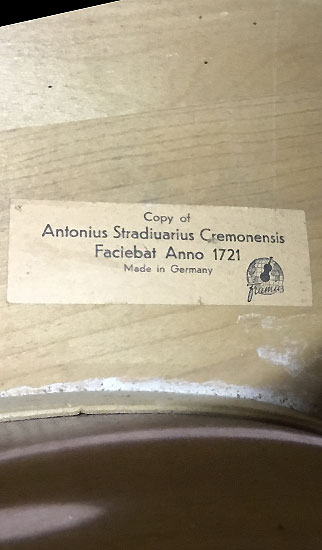 Copy of
Antonius Stradiuarius Cremonensis
Faciebat Anno 1721
Made in Germany
framus